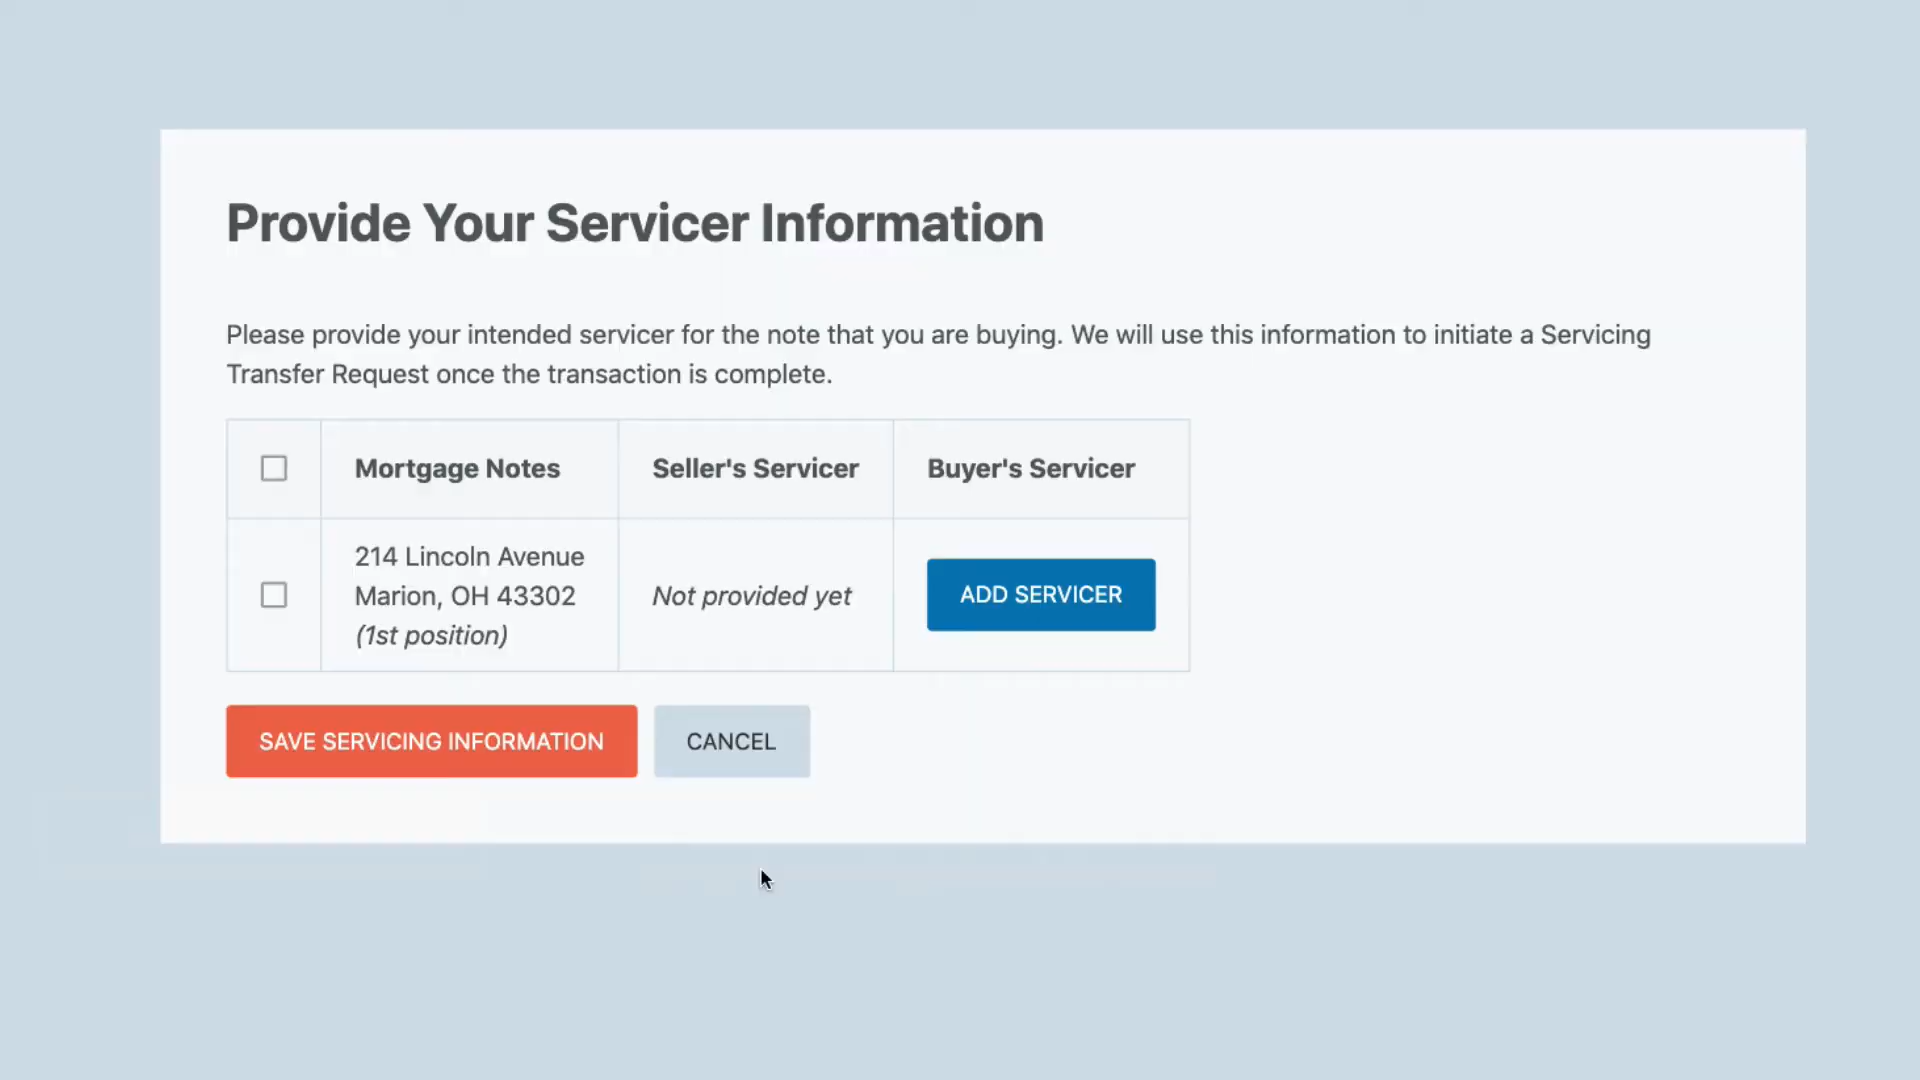 Provide Your Servicer Information
Please provide your intended servicer for the note that you are buying. We will use this information to initiate a Servicing
Transfer Request once the transaction is complete.
Mortgage Notes
Seller's Servicer
Buyer's Servicer
214 Lincoln Avenue
Marion, OH 43302
(1st position)
Not provided yet
ADD SERVICER
SAVE SERVICING INFORMATION
CANCEL